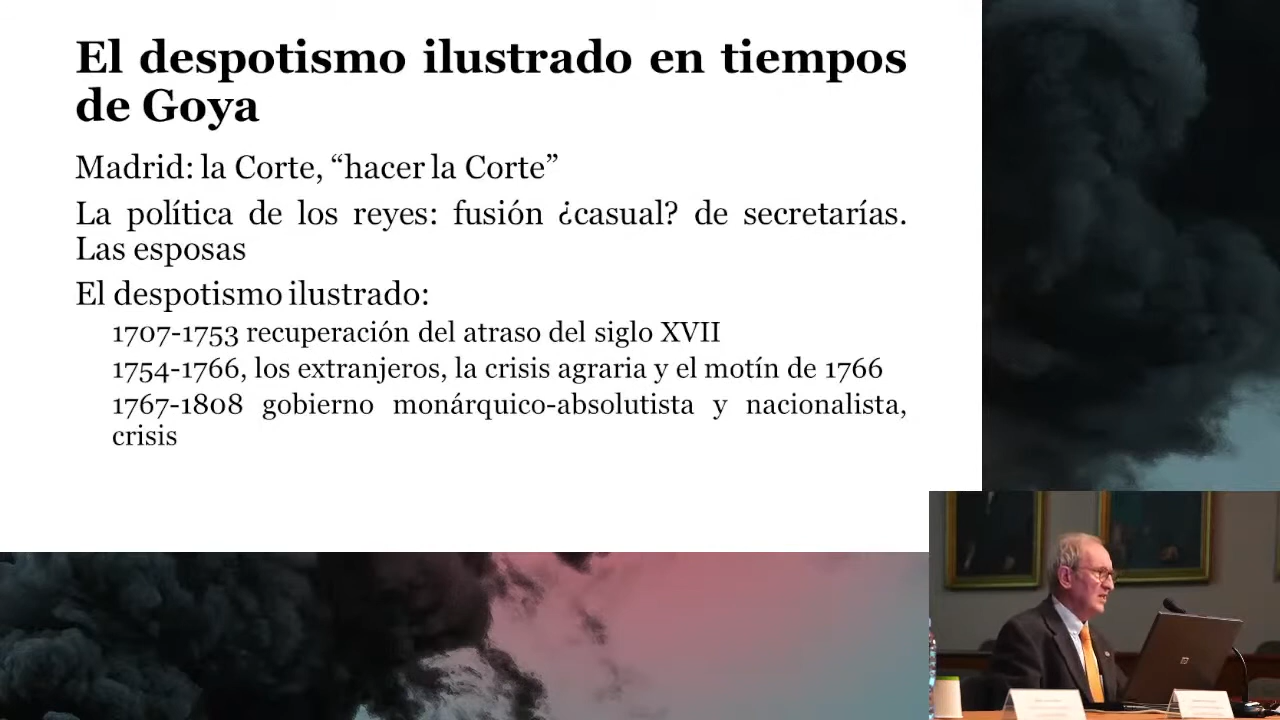 El despotismo ilustrado en tiempos
de Goya
Madrid: la Corte, “hacer la Corte”
La política de los reyes: fusión ¿casual? de secretarías.
Las esposas
El despotismo ilustrado:
1707-1753 recuperación del atraso del siglo XVII
1754-1766, los extranjeros, la crisis agraria y el motín de 1766
1767-1808 gobierno monárquico-absolutista y nacionalista,
crisis